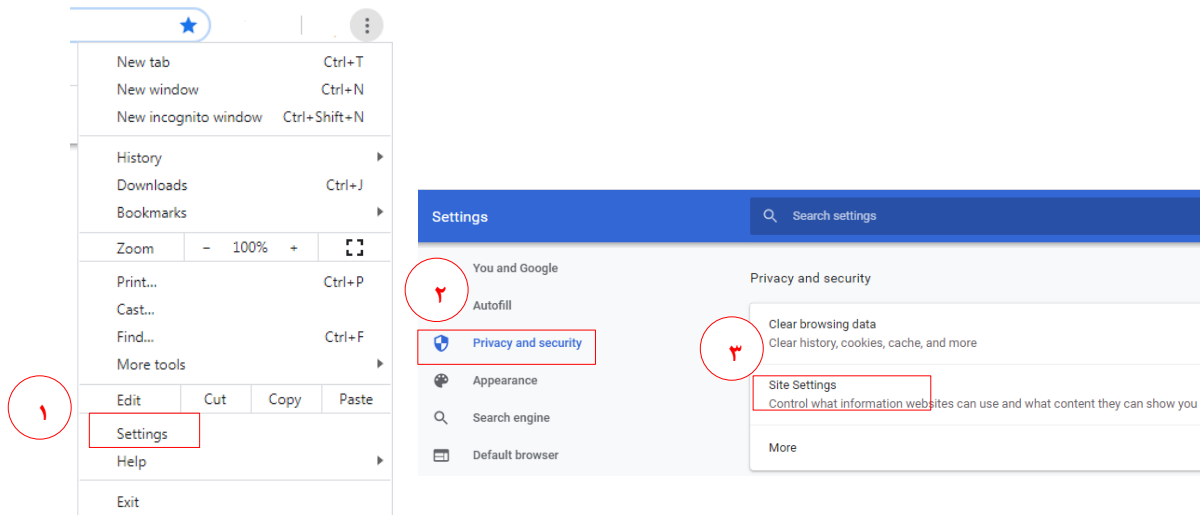 New tab Ctrl+T
New window Ctrl+N
New incognito window Ctrl+Shift+N
History
Downloads Ctrl+J
Bookmarks
Zoom - 100% +
Print... Ctrl+P
Cast...
Find... Ctrl+F
More tools
۱
Edit Cut Copy Paste
Settings
Help
Exit
Settings
Search settings
You and Google
۲
Autofill
Privacy and security
Appearance
Search engine
Default browser
Privacy and security
Clear browsing data
Clear history, cookies, cache, and more
۳
Site Settings
Control what information websites can use and what content they can show you
More